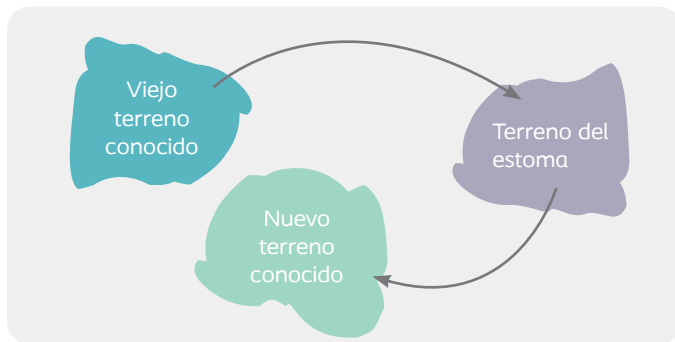 Viejo
terreno
conocido
Terreno del
estoma
Nuevo
terreno
conocido